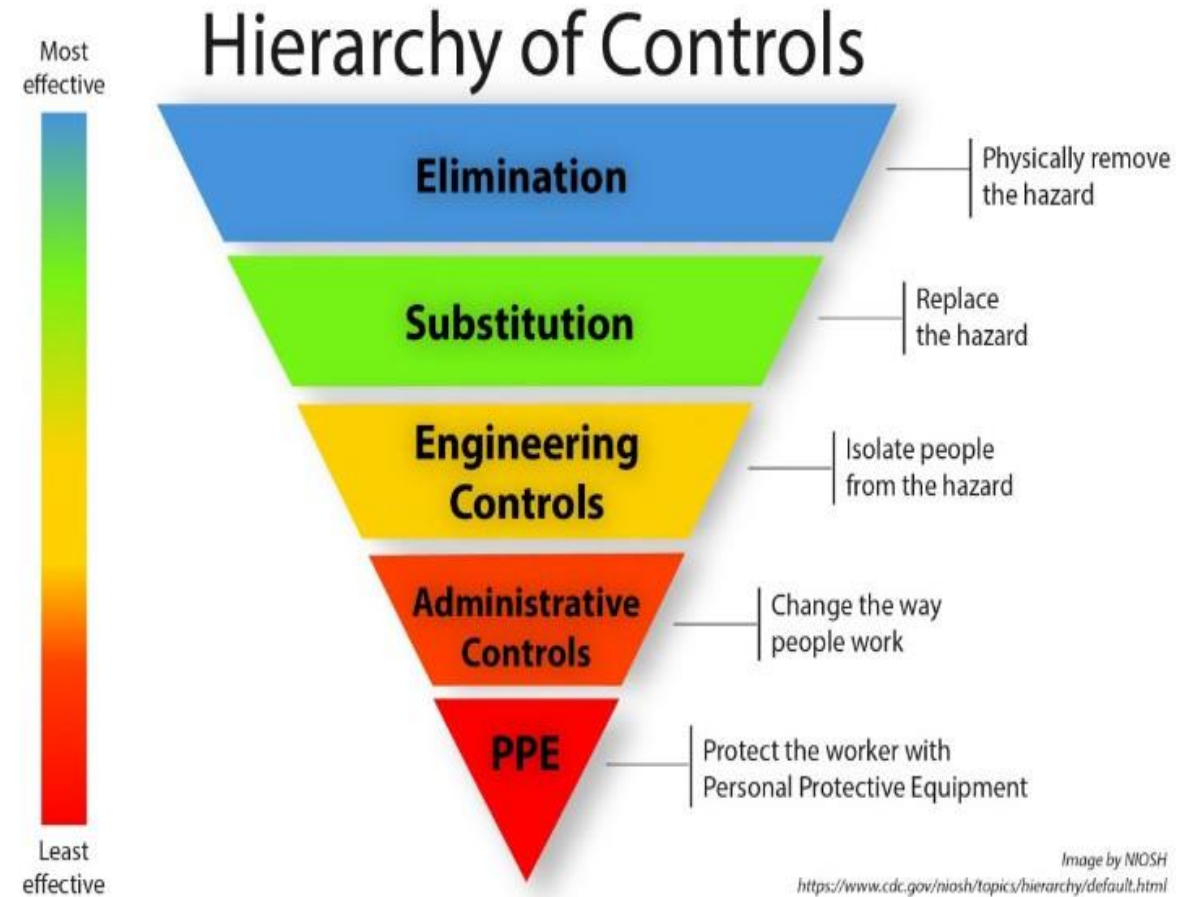 Hierarchy of Controls
Most
effective
Elimination
Physically remove
the hazard
Substitution
Replace
the hazard
Engineering
Controls
Isolate people
from the hazard
Administrative
Controls
Change the way
people work
PPE
Protect the worker with
Personal Protective Equipment
Least
effective
Image by NIOSH
https://www.cdc.gov/niosh/topics/hierarchy/default.html